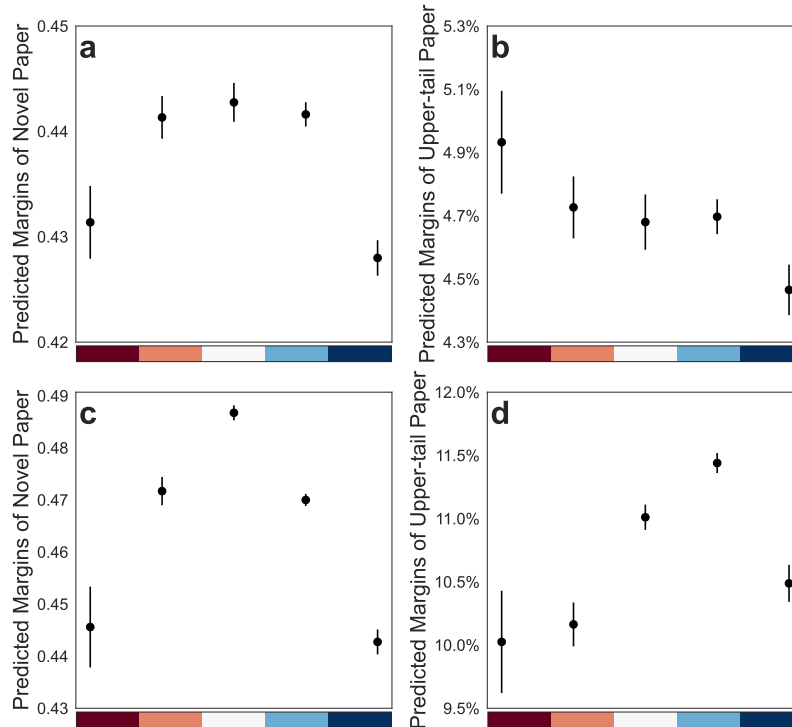 a
Predicted Margins of Novel Paper
0.45
0.44
0.43
0.42
b
Predicted Margins of Upper-tail Paper
5.3%
5.1%
4.9%
4.7%
4.5%
4.3%
c
Predicted Margins of Novel Paper
0.49
0.48
0.47
0.46
0.45
0.44
0.43
d
Predicted Margins of Upper-tail Paper
12.0%
11.5%
11.0%
10.5%
10.0%
9.5%